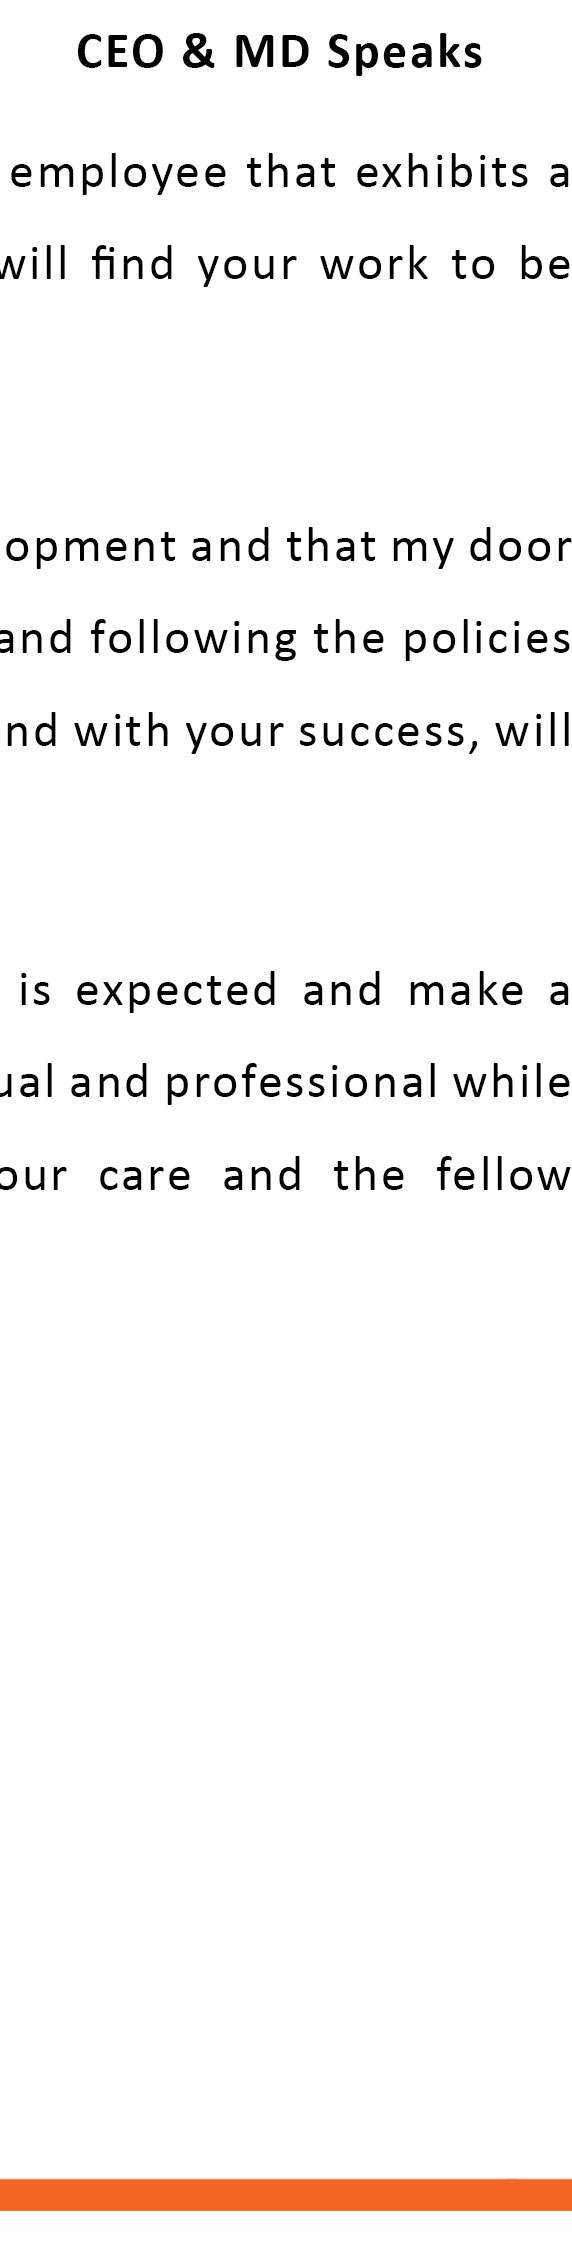 CEO & MD Speaks
employee that exhibits a
will find your work to be
opment and that my door
and following the policies
nd with your success, will
is expected and make a
ual and professional while
our care and the fellow